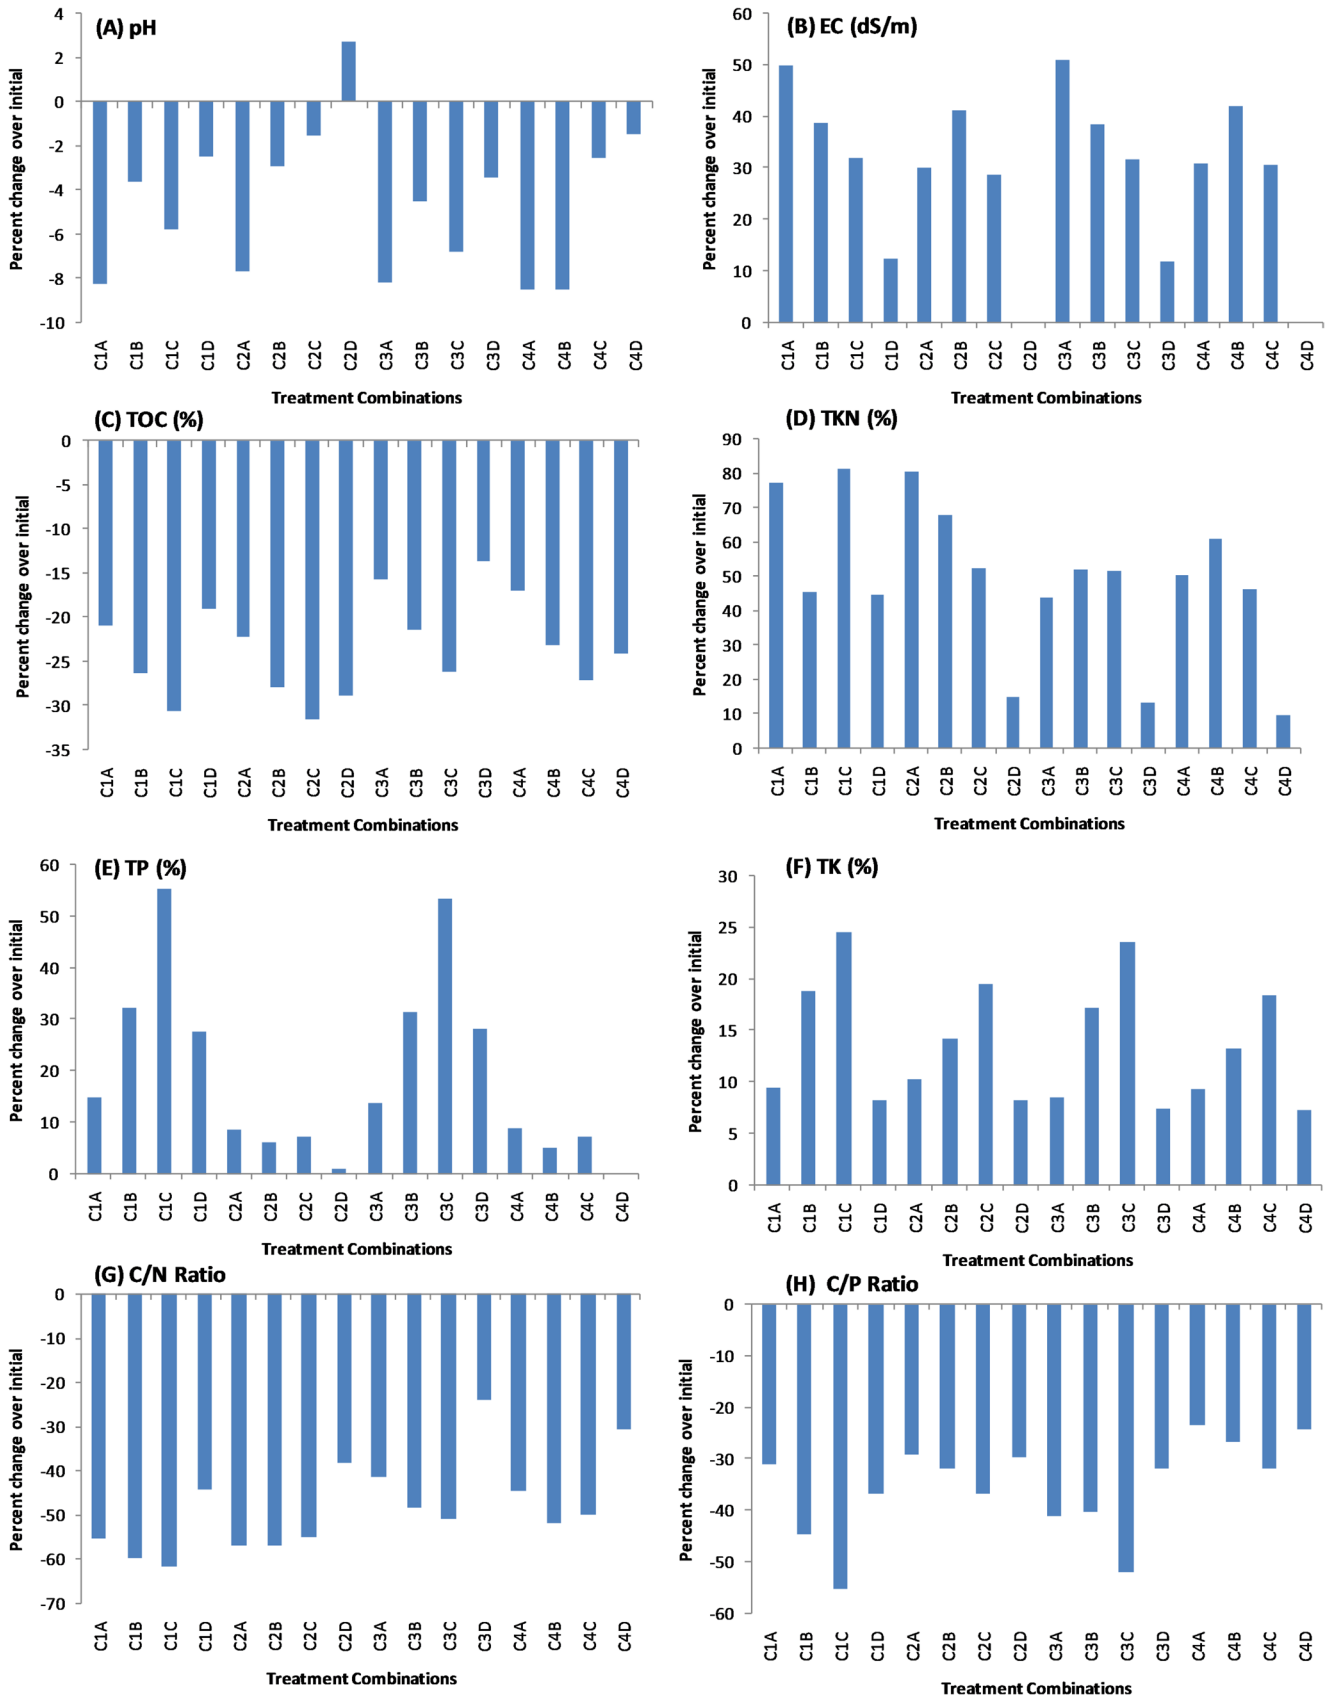 (A) pH
Percent change over initial
4
2
0
-2
-4
-6
-8
-10
C1A C1B C1C C1D C2A C2B C2C C2D C3A C3B C3C C3D C4A C4B C4C C4D
Treatment Combinations
(B) EC (dS/m)
Percent change over initial
60
50
40
30
20
10
0
C1A C1B C1C C1D C2A C2B C2C C2D C3A C3B C3C C3D C4A C4B C4C C4D
Treatment Combinations
(C) TOC (%)
Percent change over initial
0
-5
-10
-15
-20
-25
-30
-35
C1A C1B C1C C1D C2A C2B C2C C2D C3A C3B C3C C3D C4A C4B C4C C4D
Treatment Combinations
(D) TKN (%)
Percent change over initial
90
80
70
60
50
40
30
20
10
0
C1A C1B C1C C1D C2A C2B C2C C2D C3A C3B C3C C3D C4A C4B C4C C4D
Treatment Combinations
(E) TP (%)
Percent change over initial
60
50
40
30
20
10
0
C1A C1B C1C C1D C2A C2B C2C C2D C3A C3B C3C C3D C4A C4B C4C C4D
Treatment Combinations
(F) TK (%)
Percent change over initial
30
25
20
15
10
5
0
C1A C1B C1C C1D C2A C2B C2C C2D C3A C3B C3C C3D C4A C4B C4C C4D
Treatment Combinations
(G) C/N Ratio
Percent change over initial
0
-10
-20
-30
-40
-50
-60
-70
C1A C1B C1C C1D C2A C2B C2C C2D C3A C3B C3C C3D C4A C4B C4C C4D
Treatment Combinations
(H) C/P Ratio
Percent change over initial
0
-10
-20
-30
-40
-50
-60
C1A C1B C1C C1D C2A C2B C2C C2D C3A C3B C3C C3D C4A C4B C4C C4D
Treatment Combinations